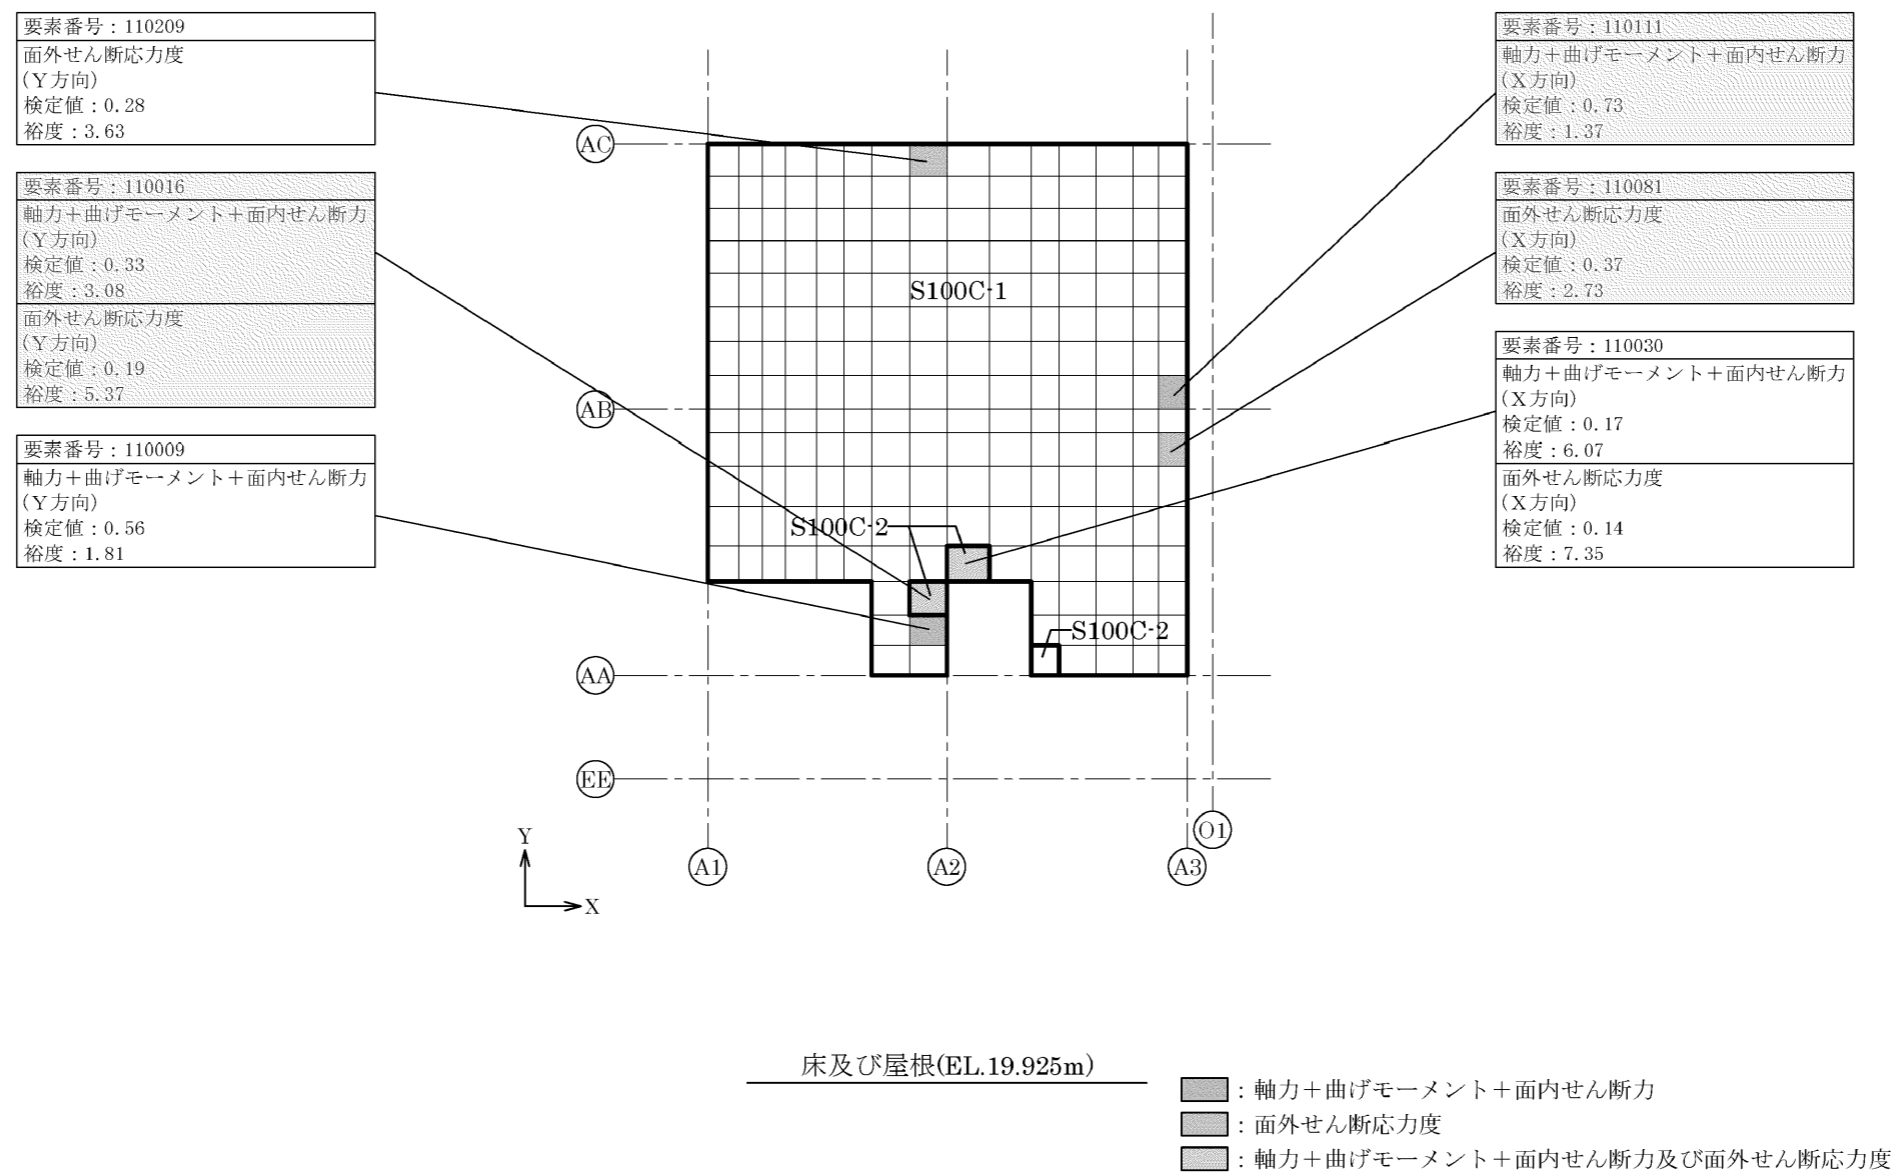 要素番号：110209
面外せん断応力度
(Ｙ方向)
検定値：0.28
裕度：3.63
要素番号：110016
軸力＋曲げモーメント＋面内せん断力
(Ｙ方向)
検定値：0.33
裕度：3.08
面外せん断応力度
(Ｙ方向)
検定値：0.19
裕度：5.37
要素番号：110009
軸力＋曲げモーメント＋面内せん断力
(Ｙ方向)
検定値：0.56
裕度：1.81
AC
AB
AA
EE
S100C-1
S100C-2
S100C-2
A1
A2
A3
O1
Y
X
要素番号：110111
軸力＋曲げモーメント＋面内せん断力
(Ｘ方向)
検定値：0.73
裕度：1.37
要素番号：110081
面外せん断応力度
(Ｘ方向)
検定値：0.37
裕度：2.73
要素番号：110030
軸力＋曲げモーメント＋面内せん断力
(Ｘ方向)
検定値：0.17
裕度：6.07
面外せん断応力度
(Ｘ方向)
検定値：0.14
裕度：7.35
床及び屋根(EL.19.925m)
：軸力＋曲げモーメント＋面内せん断力
：面外せん断応力度
：軸力＋曲げモーメント＋面内せん断力及び面外せん断応力度